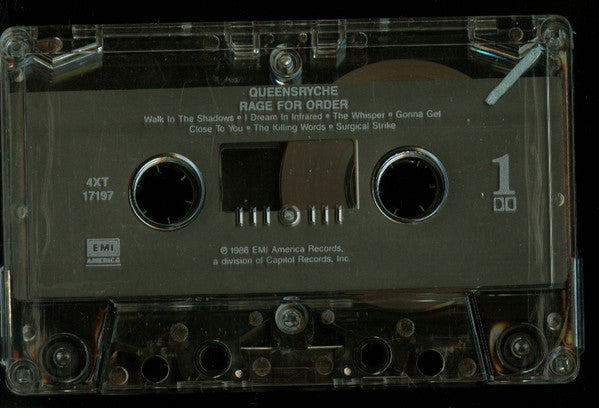 QUEENSRYCHE
RAGE FOR ORDER
Walk In The Shadows • I Dream In Infrared • The Whisper • Gonna Get
Close To You • The Killing Words • Surgical Strike
4XT
17197
1
EMI
AMERICA
℗ 1986 EMI America Records,
a division of Capitol Records, Inc.